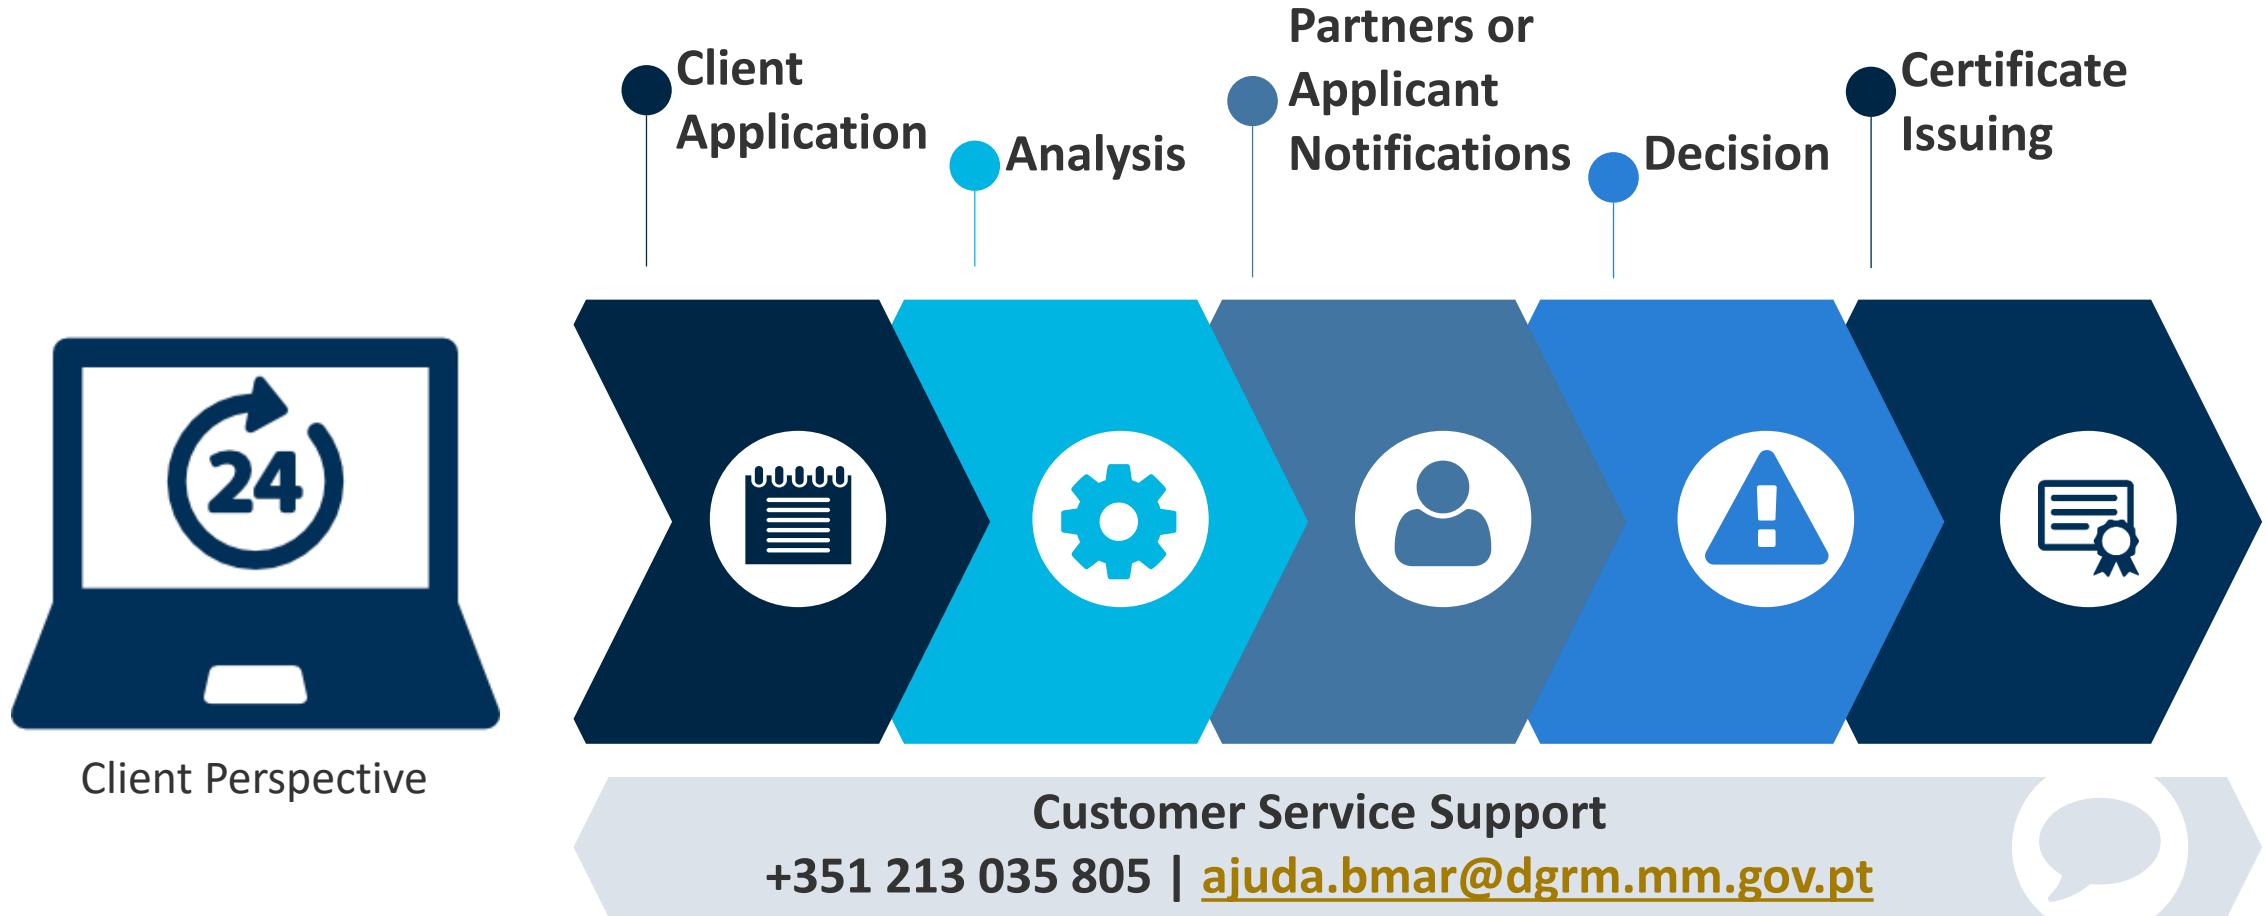 Client
Application
Analysis
Partners or
Applicant
Notifications
Decision
Certificate
Issuing
24
Client Perspective
Customer Service Support
+351 213 035 805 | ajuda.bmar@dgrm.mm.gov.pt